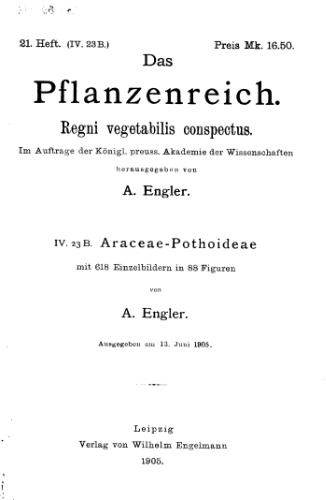 21. Heft. (IV. 23 B.) Preis Mk. 16.50.
Das
Pflanzenreich.
Regni vegetabilis conspectus.
Im Auftrage der Königl. preuss. Akademie der Wissenschaften
herausgegeben von
A. Engler.
IV. 23 B. Araceae-Pothoideae
mit 618 Einzelbildern in 88 Figuren
von
A. Engler.
Ausgegeben am 13. Juni 1905.
Leipzig
Verlag von Wilhelm Engelmann
1905.